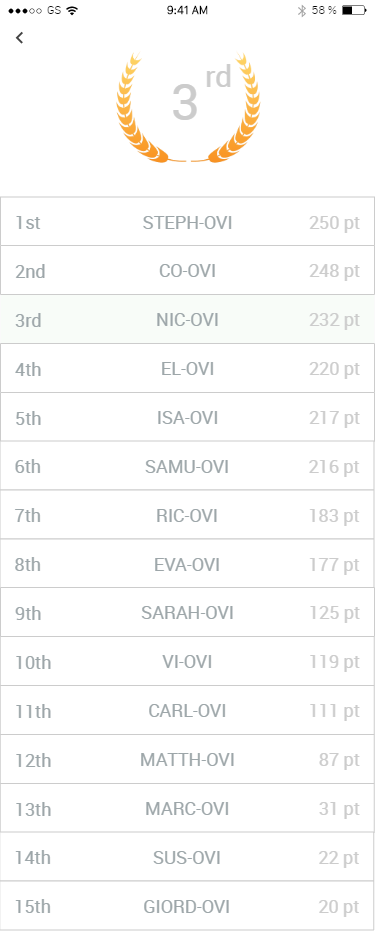 GS 9:41 AM 58 %
3rd
1st STEPH-OVI 250 pt
2nd CO-OVI 248 pt
3rd NIC-OVI 232 pt
4th EL-OVI 220 pt
5th ISA-OVI 217 pt
6th SAMU-OVI 216 pt
7th RIC-OVI 183 pt
8th EVA-OVI 177 pt
9th SARAH-OVI 125 pt
10th VI-OVI 119 pt
11th CARL-OVI 111 pt
12th MATTH-OVI 87 pt
13th MARC-OVI 31 pt
14th SUS-OVI 22 pt
15th GIORD-OVI 20 pt